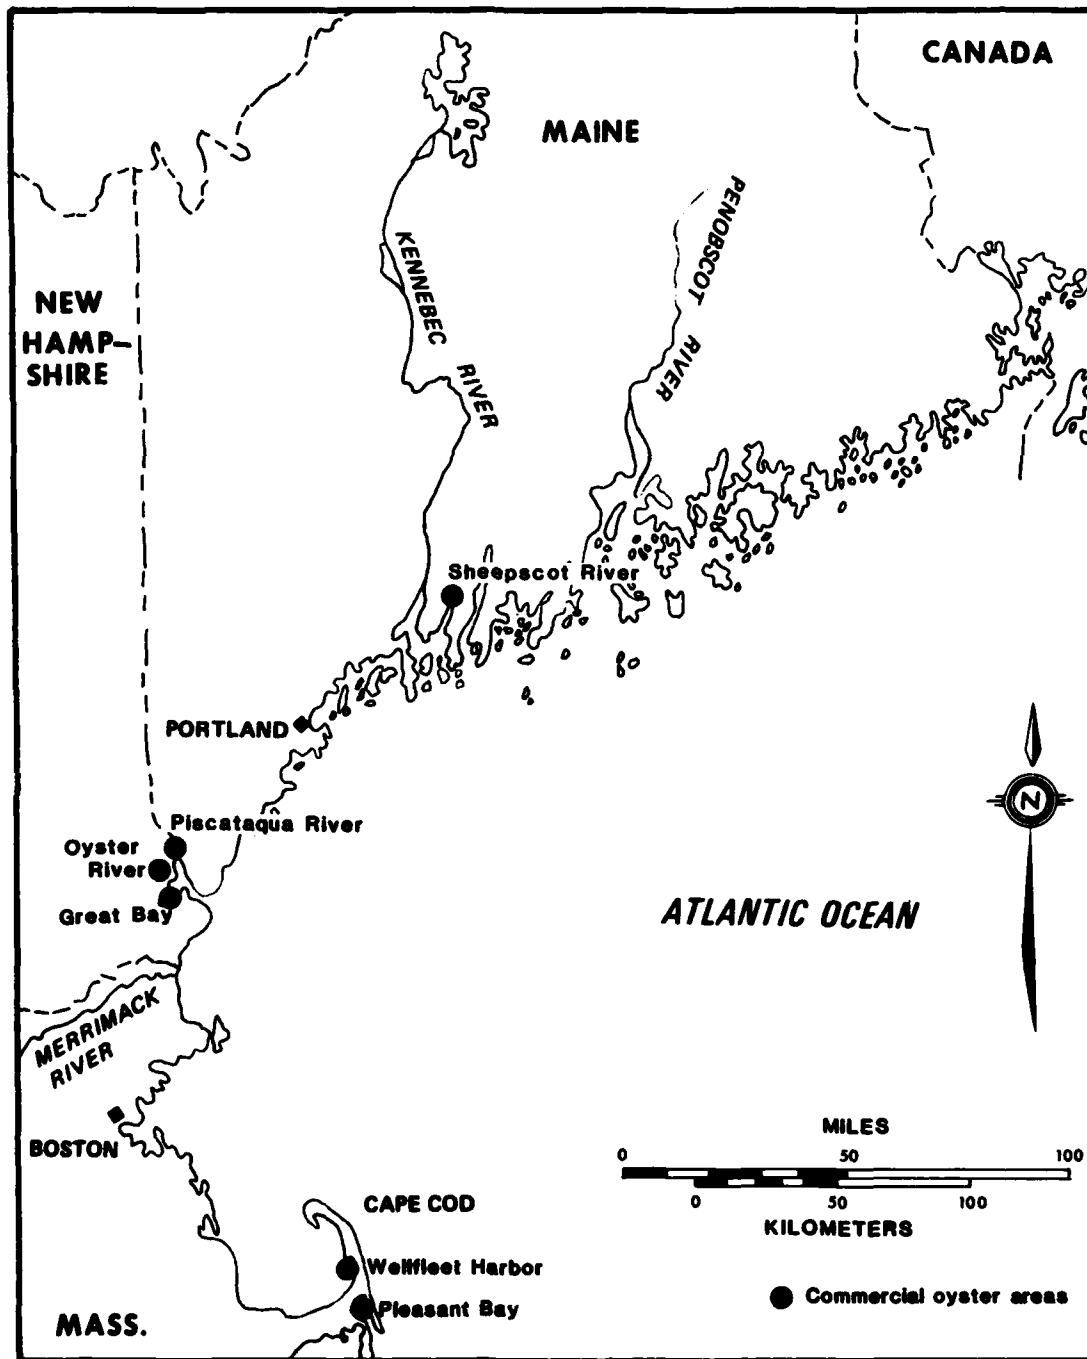 CANADA
MAINE
KENNEBEC RIVER
PENOBSCOT RIVER
NEW
HAMP-
SHIRE
Sheepscot River
PORTLAND
Piscataqua River
Oyster
River
Great Bay
ATLANTIC OCEAN
N
MERRIMACK
RIVER
BOSTON
MILES
0 50 100
0 50 100
KILOMETERS
CAPE COD
Wellfleet Harbor
Pleasant Bay
Commercial oyster areas
MASS.